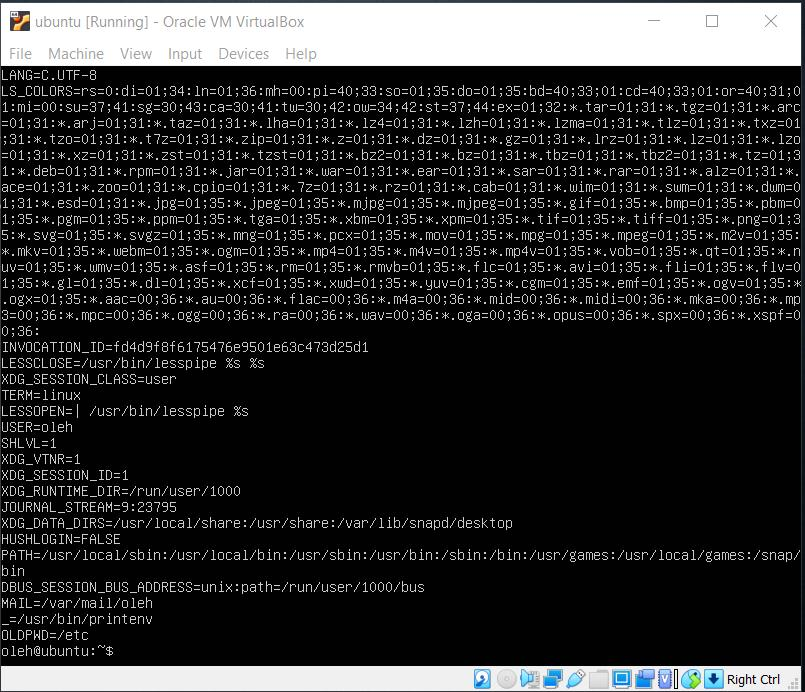 ubuntu [Running] - Oracle VM VirtualBox
File Machine View Input Devices Help
LANG=C.UTF-8
LS_COLORS=rs=0:di=01;34:ln=01;36:mh=00:pi=40;33:so=01;35:do=01;35:bd=40;33;01:cd=40;33;01:or=40;31;0
1:mi=00:su=37;41:sg=30;43:ca=30;41:tw=30;42:ow=34;42:st=37;44:ex=01;32:*.tar=01;31:*.tgz=01;31:*.arc
=01;31:*.arj=01;31:*.taz=01;31:*.lha=01;31:*.lz4=01;31:*.lzh=01;31:*.lzma=01;31:*.tlz=01;31:*.txz=01
;31:*.tzo=01;31:*.t7z=01;31:*.zip=01;31:*.z=01;31:*.dz=01;31:*.gz=01;31:*.lrz=01;31:*.lz=01;31:*.lzo
=01;31:*.xz=01;31:*.zst=01;31:*.tzst=01;31:*.bz2=01;31:*.bz=01;31:*.tbz=01;31:*.tbz2=01;31:*.tz=01;3
1:*.deb=01;31:*.rpm=01;31:*.jar=01;31:*.war=01;31:*.ear=01;31:*.sar=01;31:*.rar=01;31:*.alz=01;31:*.
ace=01;31:*.zoo=01;31:*.cpio=01;31:*.7z=01;31:*.rz=01;31:*.cab=01;31:*.wim=01;31:*.swm=01;31:*.dwm=0
1;31:*.esd=01;31:*.jpg=01;35:*.jpeg=01;35:*.mjpg=01;35:*.mjpeg=01;35:*.gif=01;35:*.bmp=01;35:*.pbm=0
1;35:*.pgm=01;35:*.ppm=01;35:*.tga=01;35:*.xbm=01;35:*.xpm=01;35:*.tif=01;35:*.tiff=01;35:*.png=01;3
5:*.svg=01;35:*.svgz=01;35:*.mng=01;35:*.pcx=01;35:*.mov=01;35:*.mpg=01;35:*.mpeg=01;35:*.m2v=01;35:
*.mkv=01;35:*.webm=01;35:*.ogm=01;35:*.mp4=01;35:*.m4v=01;35:*.mp4v=01;35:*.vob=01;35:*.qt=01;35:*.n
uv=01;35:*.wmv=01;35:*.asf=01;35:*.rm=01;35:*.rmvb=01;35:*.flc=01;35:*.avi=01;35:*.fli=01;35:*.flv=0
1;35:*.gl=01;35:*.dl=01;35:*.xcf=01;35:*.xwd=01;35:*.yuv=01;35:*.cgm=01;35:*.emf=01;35:*.ogv=01;35:*
.ogx=01;35:*.aac=00;36:*.au=00;36:*.flac=00;36:*.m4a=00;36:*.mid=00;36:*.midi=00;36:*.mka=00;36:*.mp
3=00;36:*.mpc=00;36:*.ogg=00;36:*.ra=00;36:*.wav=00;36:*.oga=00;36:*.opus=00;36:*.spx=00;36:*.xspf=0
0;36:
INVOCATION_ID=fd4d9f8f6175476e9501e63c473d25d1
LESSCLOSE=/usr/bin/lesspipe %s %s
XDG_SESSION_CLASS=user
TERM=linux
LESSOPEN=| /usr/bin/lesspipe %s
USER=oleh
SHLVL=1
XDG_VTNR=1
XDG_SESSION_ID=1
XDG_RUNTIME_DIR=/run/user/1000
JOURNAL_STREAM=9:23795
XDG_DATA_DIRS=/usr/local/share:/usr/share:/var/lib/snapd/desktop
HUSHLOGIN=FALSE
PATH=/usr/local/sbin:/usr/local/bin:/usr/sbin:/usr/bin:/sbin:/bin:/usr/games:/usr/local/games:/snap/
bin
DBUS_SESSION_BUS_ADDRESS=unix:path=/run/user/1000/bus
MAIL=/var/mail/oleh
_=/usr/bin/printenv
OLDPWD=/etc
oleh@ubuntu:~$
Right Ctrl